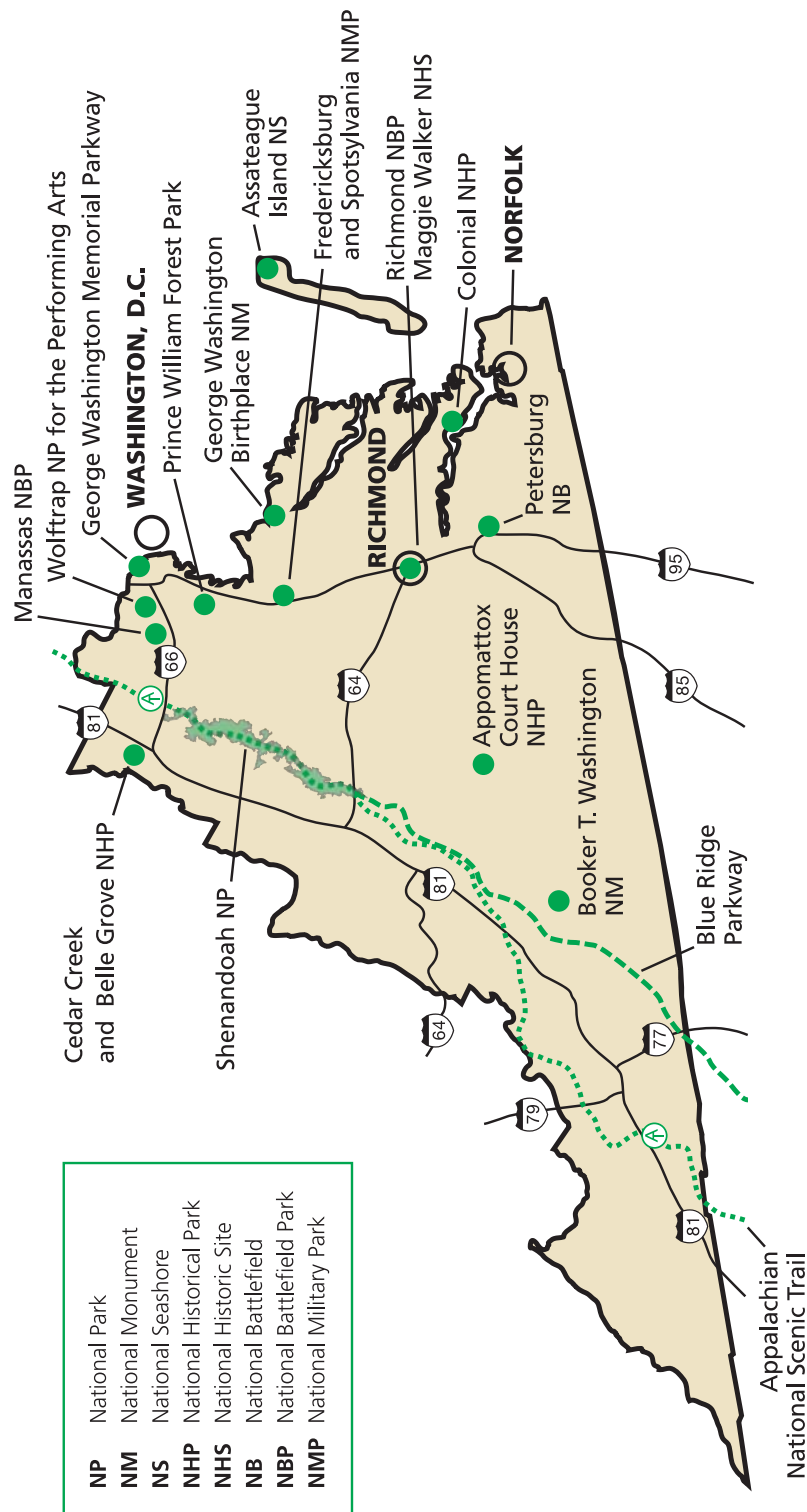 NP National Park
NM National Monument
NS National Seashore
NHP National Historical Park
NHS National Historic Site
NB National Battlefield
NBP National Battlefield Park
NMP National Military Park
Cedar Creek
and Belle Grove NHP
Shenandoah NP
Manassas NBP
Wolftrap NP for the Performing Arts
George Washington Memorial Parkway
WASHINGTON, D.C.
Prince William Forest Park
George Washington
Birthplace NM
Assateague
Island NS
Fredericksburg
and Spotsylvania NMP
Richmond NBP
Maggie Walker NHS
Colonial NHP
NORFOLK
RICHMOND
Petersburg
NB
Appomattox
Court House
NHP
Booker T. Washington
NM
Blue Ridge
Parkway
Appalachian
National Scenic Trail
81
66
64
81
64
79
77
81
85
95